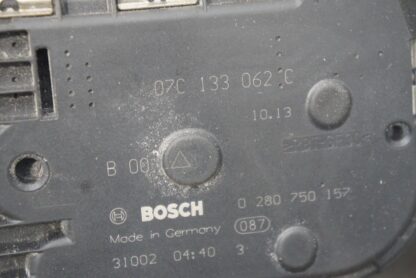 07C 133 062 C
10.13
B 00
BOSCH 0 280 750 157
Made in Germany 087
31002 04:40 3